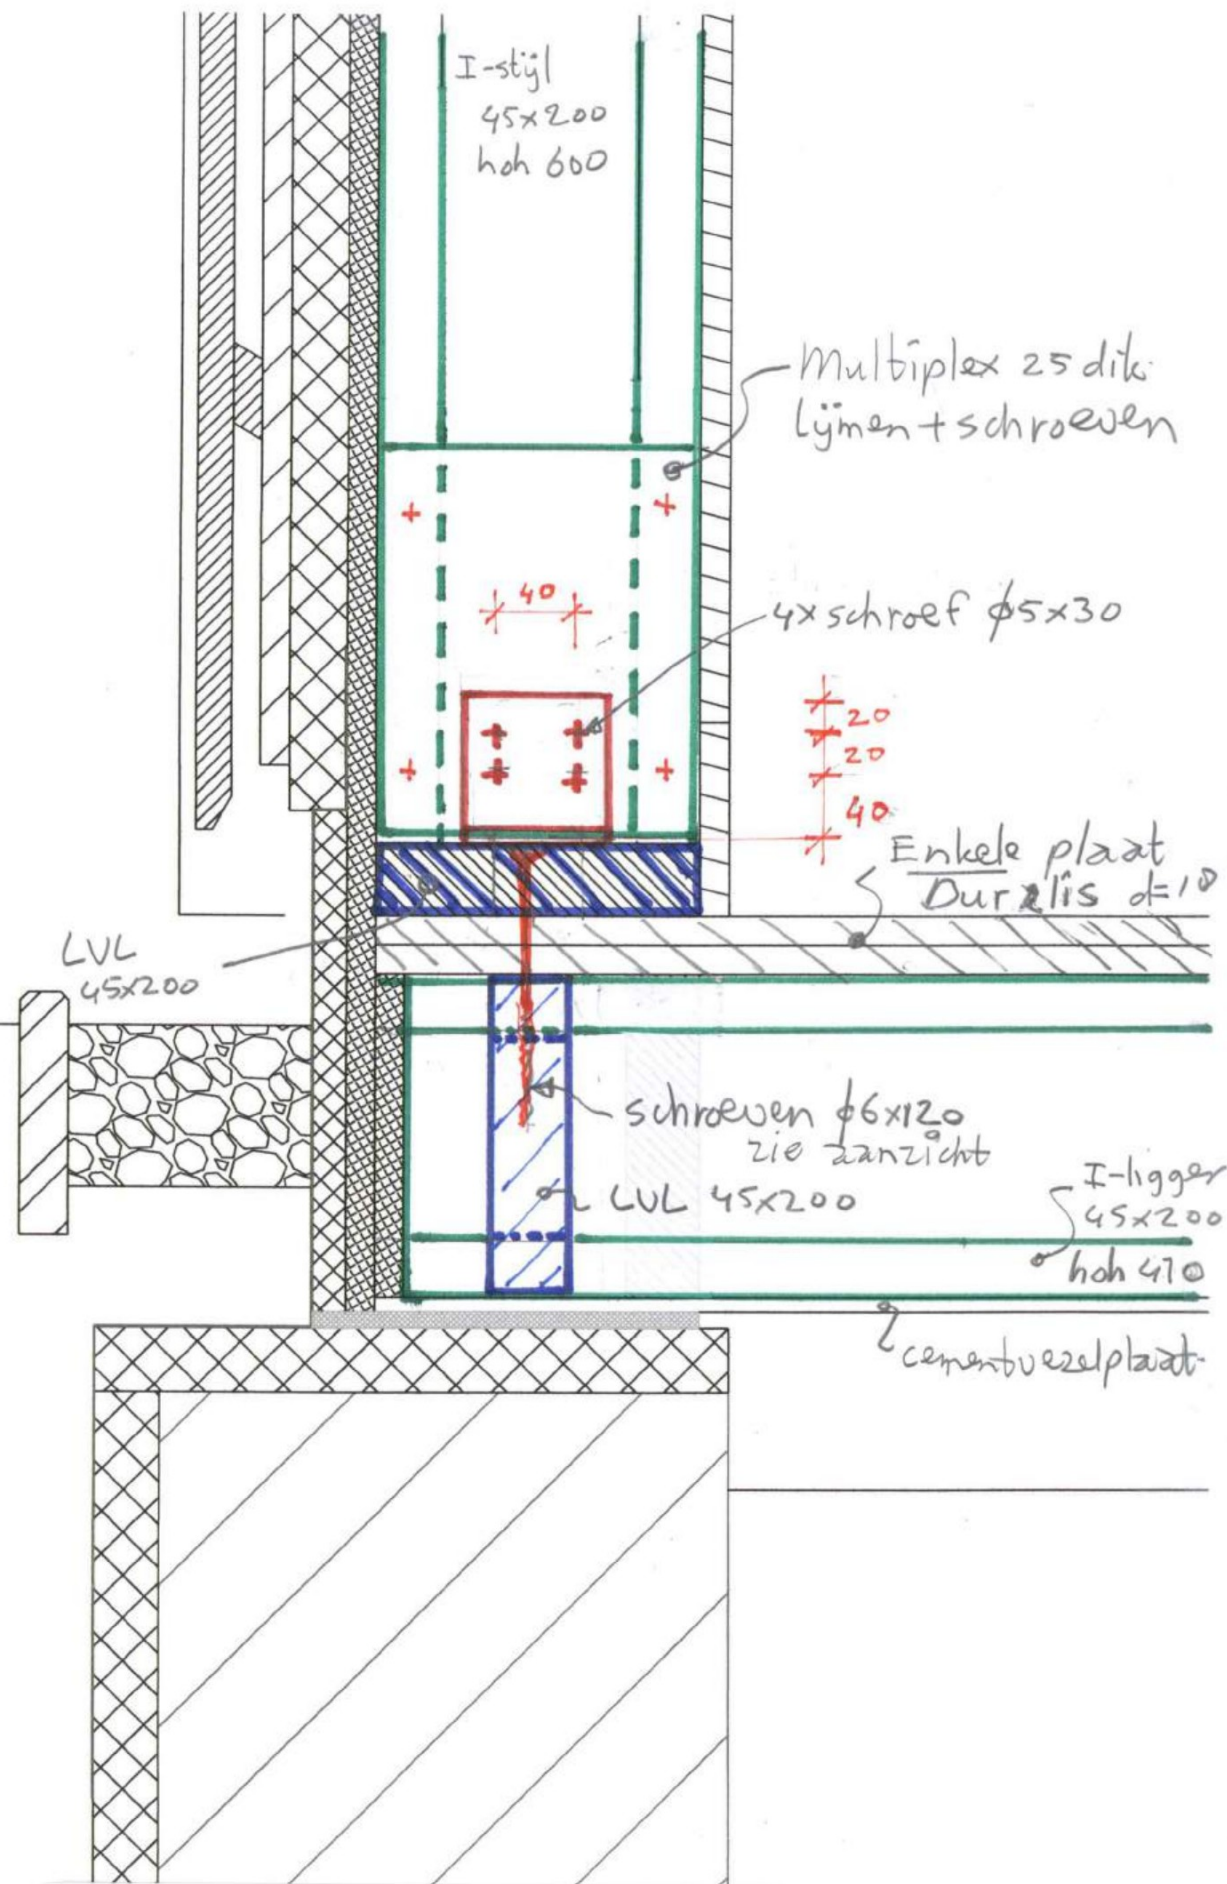 I-stijl
45x200
hoh 600
Multiplex 25 dik
lijmen + schroeven
40
4x schroef ϕ5x30
20
20
40
Enkele plaat
Durelis d=18
LVL
45x200
schroeven ϕ6x120
zie aanzicht
LVL 45x200
I-ligger
45x200
hoh 410
cementvezelplaat